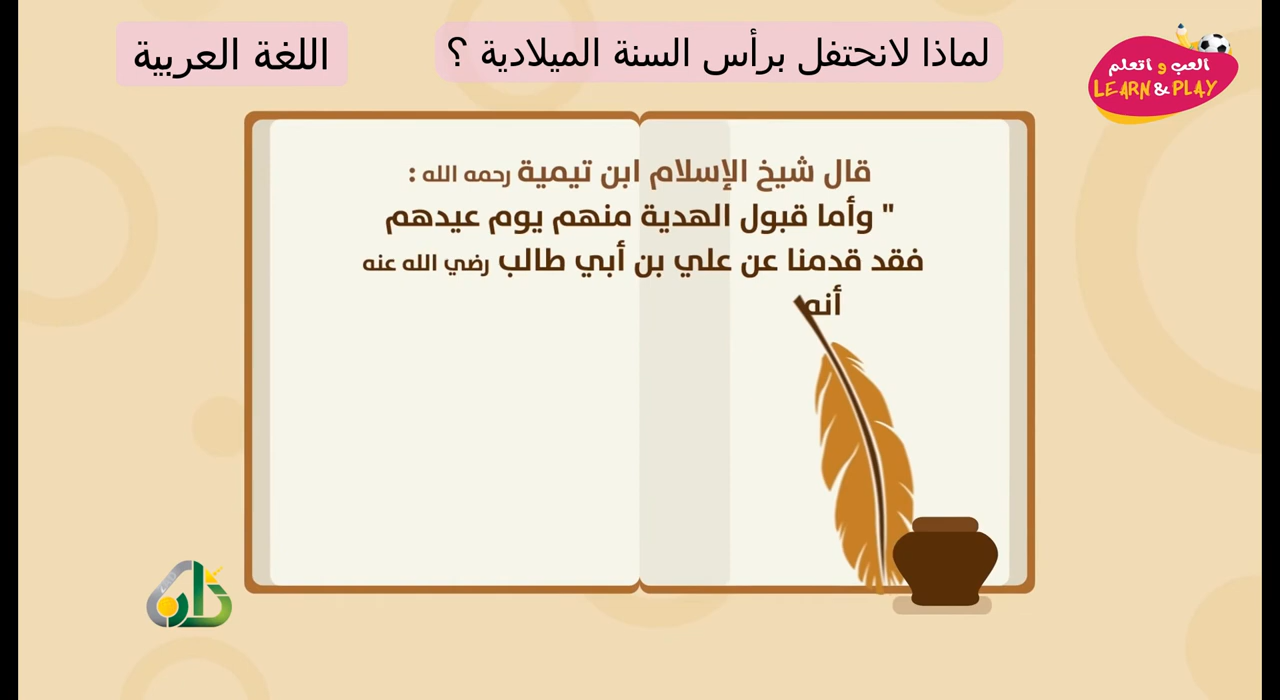 لماذا لانحتفل برأس السنة الميلادية ؟
اللغة العربية
العب و اتعلم
LEARN & PLAY
قال شيخ الإسلام ابن تيمية رحمه الله :
" وأما قبول الهدية منهم يوم عيدهم
فقد قدمنا عن علي بن أبي طالب رضي الله عنه
أنه